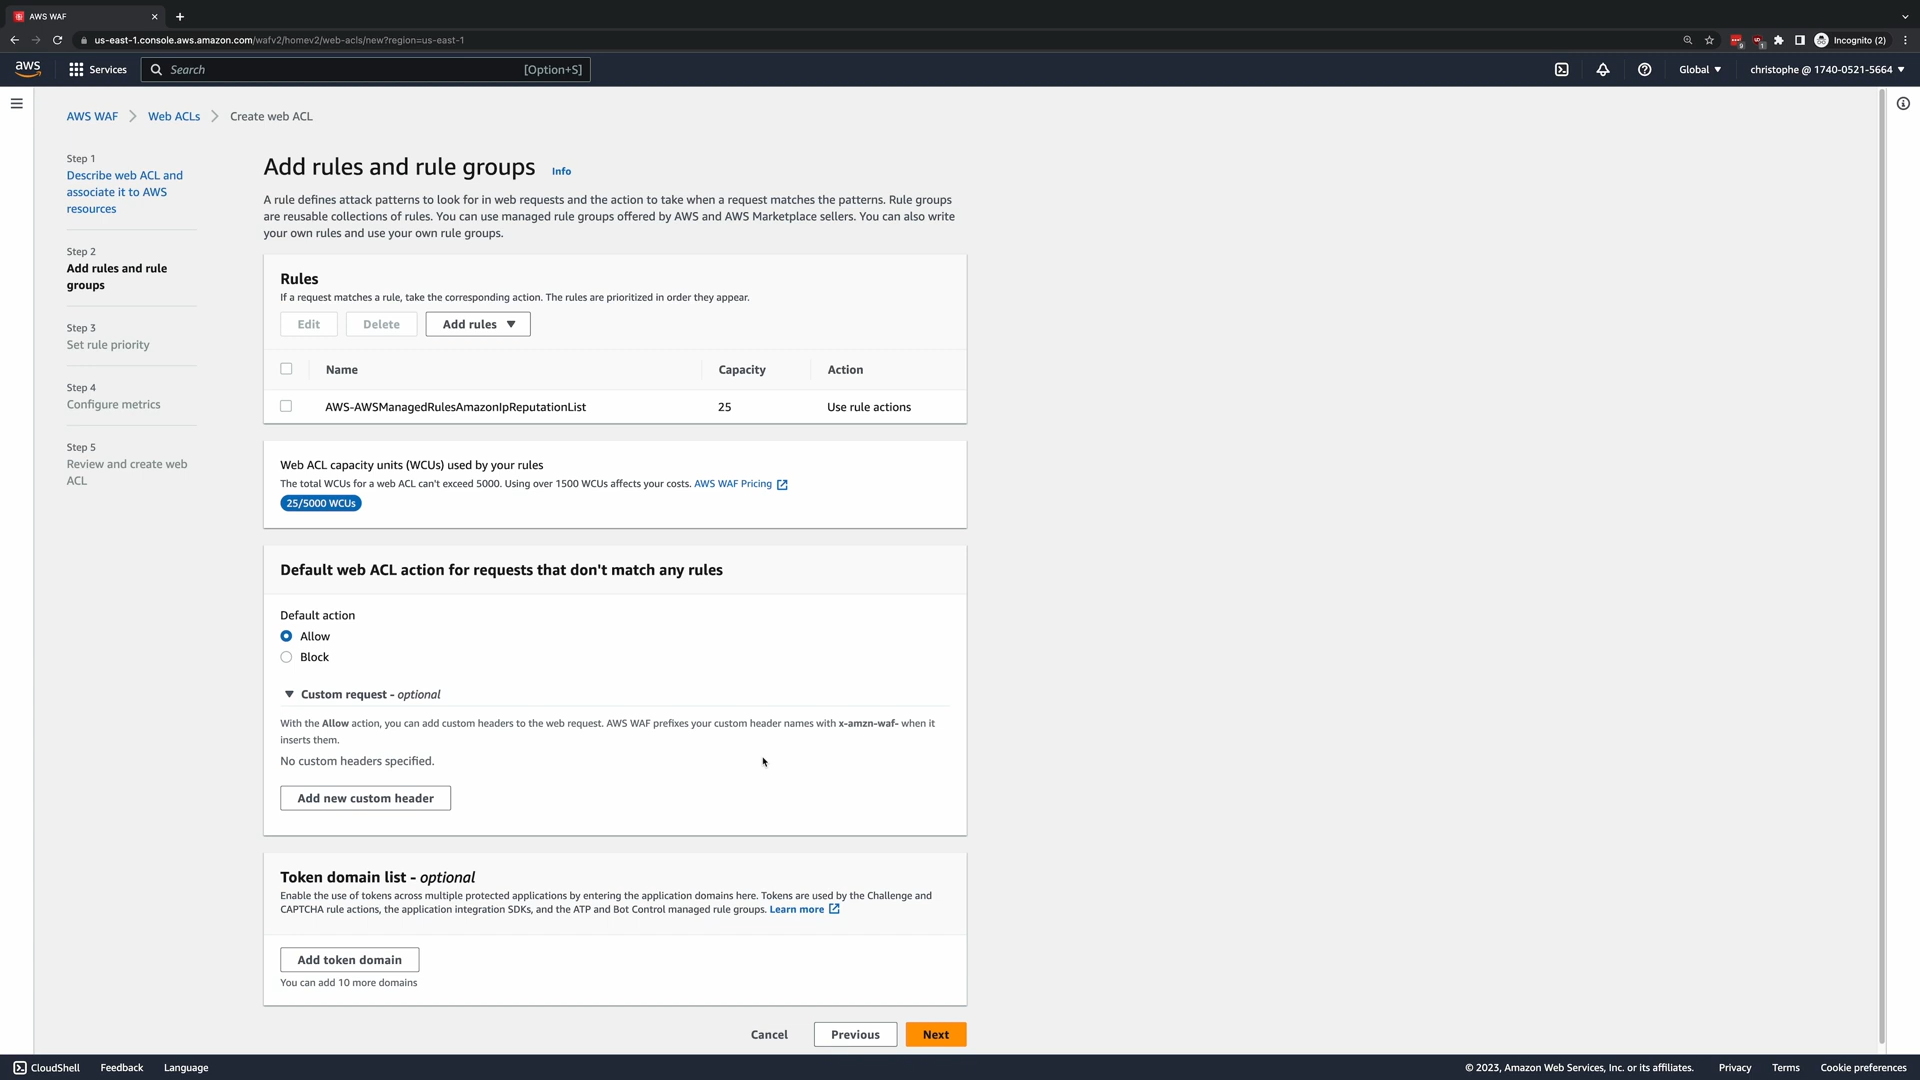 AWS WAF
us-east-1.console.aws.amazon.com/wafv2/homev2/web-acls/new?region=us-east-1
Incognito (2)
aws
Services
Search
[Option+S]
Global
christophe @ 1740-0521-5664
AWS WAF
Web ACLs
Create web ACL
Step 1
Describe web ACL and
associate it to AWS
resources
Step 2
Add rules and rule
groups
Step 3
Set rule priority
Step 4
Configure metrics
Step 5
Review and create web
ACL
Add rules and rule groups
Info
A rule defines attack patterns to look for in web requests and the action to take when a request matches the patterns. Rule groups
are reusable collections of rules. You can use managed rule groups offered by AWS and AWS Marketplace sellers. You can also write
your own rules and use your own rule groups.
Rules
If a request matches a rule, take the corresponding action. The rules are prioritized in order they appear.
Edit
Delete
Add rules
Name
Capacity
Action
AWS-AWSManagedRulesAmazonIpReputationList
25
Use rule actions
Web ACL capacity units (WCUs) used by your rules
The total WCUs for a web ACL can't exceed 5000. Using over 1500 WCUs affects your costs. AWS WAF Pricing
25/5000 WCUs
Default web ACL action for requests that don't match any rules
Default action
Allow
Block
Custom request - optional
With the Allow action, you can add custom headers to the web request. AWS WAF prefixes your custom header names with x-amzn-waf- when it
inserts them.
No custom headers specified.
Add new custom header
Token domain list - optional
Enable the use of tokens across multiple protected applications by entering the application domains here. Tokens are used by the Challenge and
CAPTCHA rule actions, the application integration SDKs, and the ATP and Bot Control managed rule groups. Learn more
Add token domain
You can add 10 more domains
Cancel
Previous
Next
CloudShell
Feedback
Language
© 2023, Amazon Web Services, Inc. or its affiliates.
Privacy
Terms
Cookie preferences